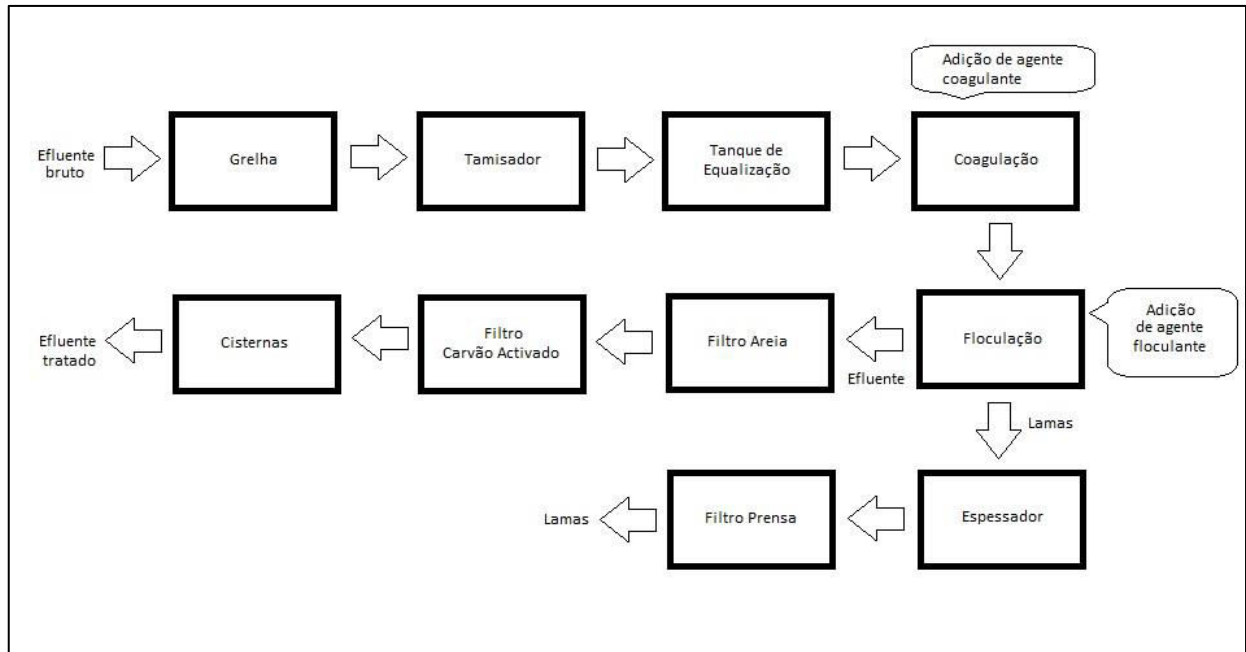 Adição de agente
coagulante
Efluente
bruto
Grelha
Tamisador
Tanque de
Equalização
Coagulação
Efluente
tratado
Cisternas
Filtro
Carvão Activado
Filtro Areia
Efluente
Floculação
Adição
de agente
floculante
Lamas
Lamas
Filtro Prensa
Espessador